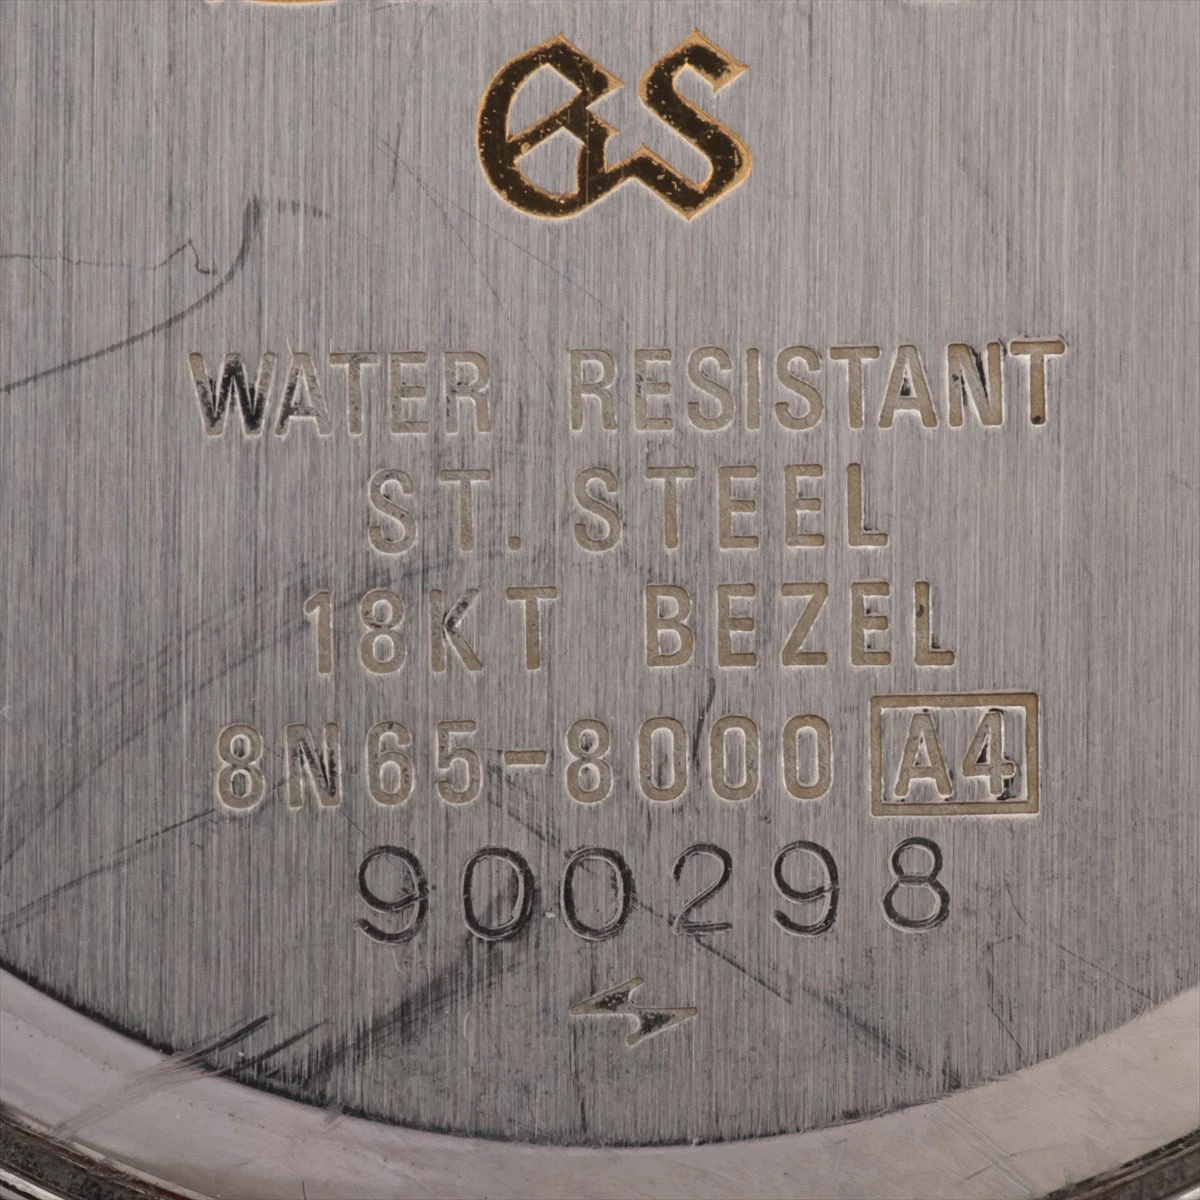 GS
WATER RESISTANT
ST. STEEL
18KT BEZEL
8N65-8000 A4
900298